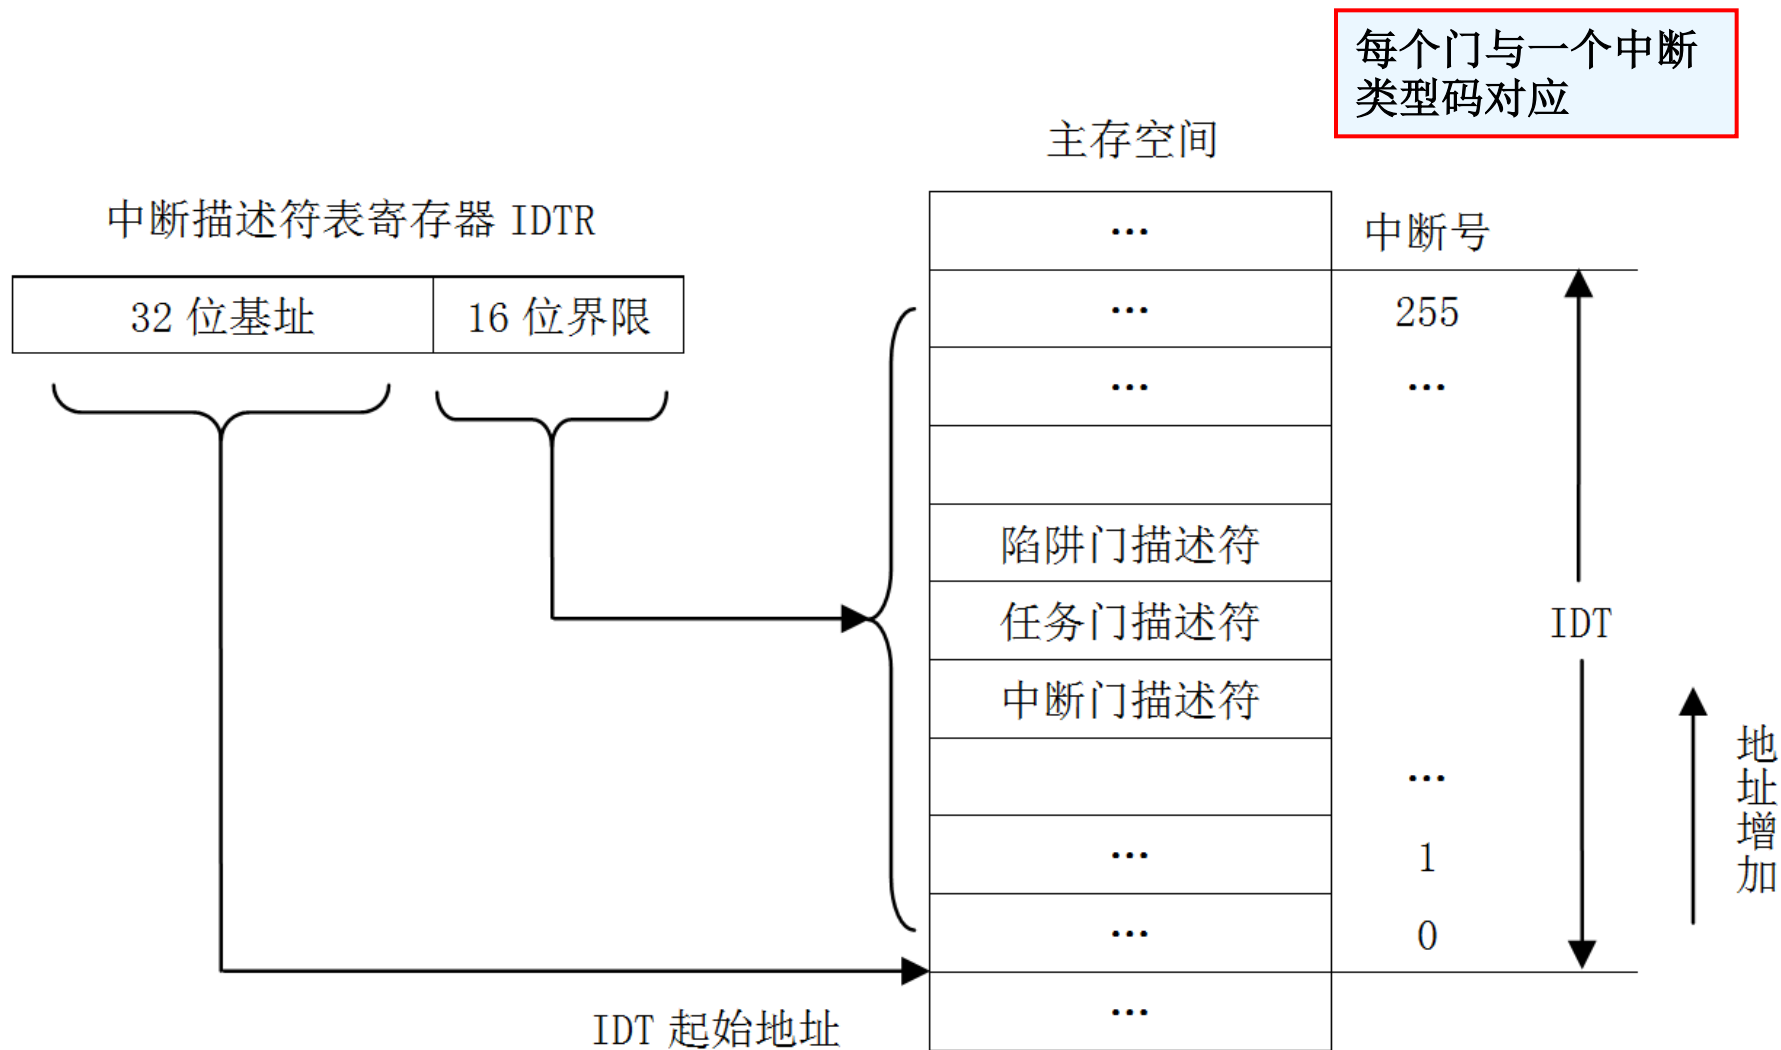 每个门与一个中断
类型码对应
主存空间
中断描述符表寄存器 IDTR
32 位基址
16 位界限
...
中断号
...
255
...
...
陷阱门描述符
任务门描述符
IDT
中断门描述符
...
地址增加
...
1
...
0
IDT 起始地址
...